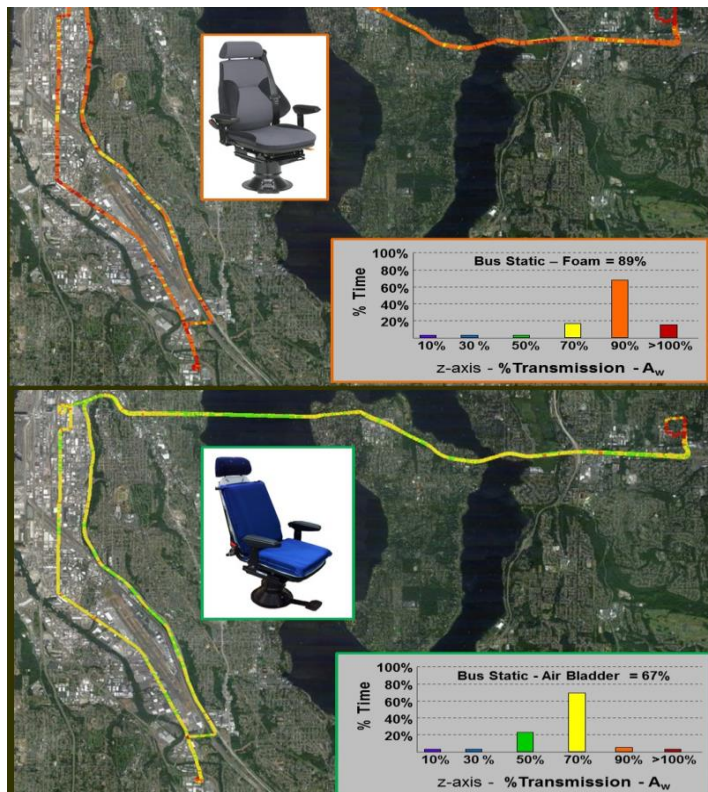 100%
80%
60%
40%
20%
% Time
Bus Static – Foam = 89%
10% 30 % 50% 70% 90% >100%
z-axis - %Transmission - Aw
100%
80%
60%
40%
20%
% Time
Bus Static - Air Bladder = 67%
10% 30 % 50% 70% 90% >100%
z-axis - %Transmission - Aw